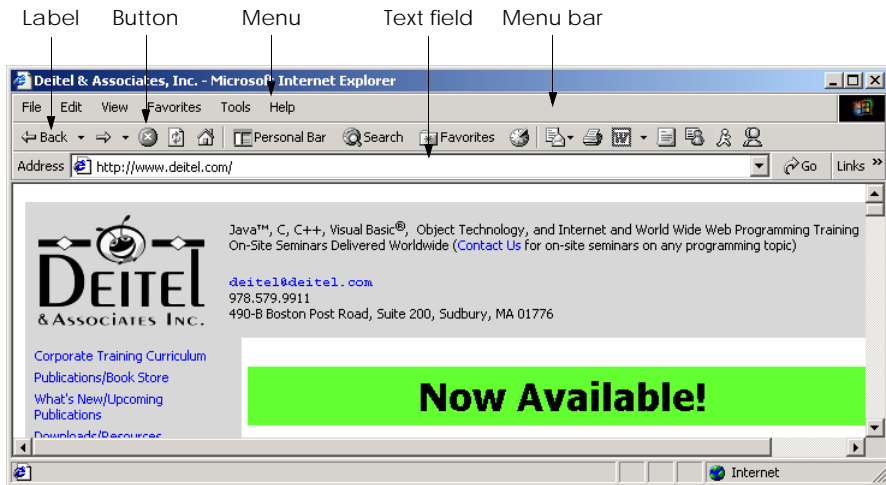 Label Button Menu Text field Menu bar
Deitel & Associates, Inc. - Microsoft Internet Explorer
File Edit View Favorites Tools Help
Back Personal Bar Search Favorites
Address http://www.deitel.com/ Go Links »
DEITEL
& ASSOCIATES INC.
Java™, C, C++, Visual Basic®, Object Technology, and Internet and World Wide Web Programming Training
On-Site Seminars Delivered Worldwide (Contact Us for on-site seminars on any programming topic)
deitel@deitel.com
978.579.9911
490-B Boston Post Road, Suite 200, Sudbury, MA 01776
Corporate Training Curriculum
Publications/Book Store
What's New/Upcoming
Publications
Downloads/Resources
Now Available!
Internet